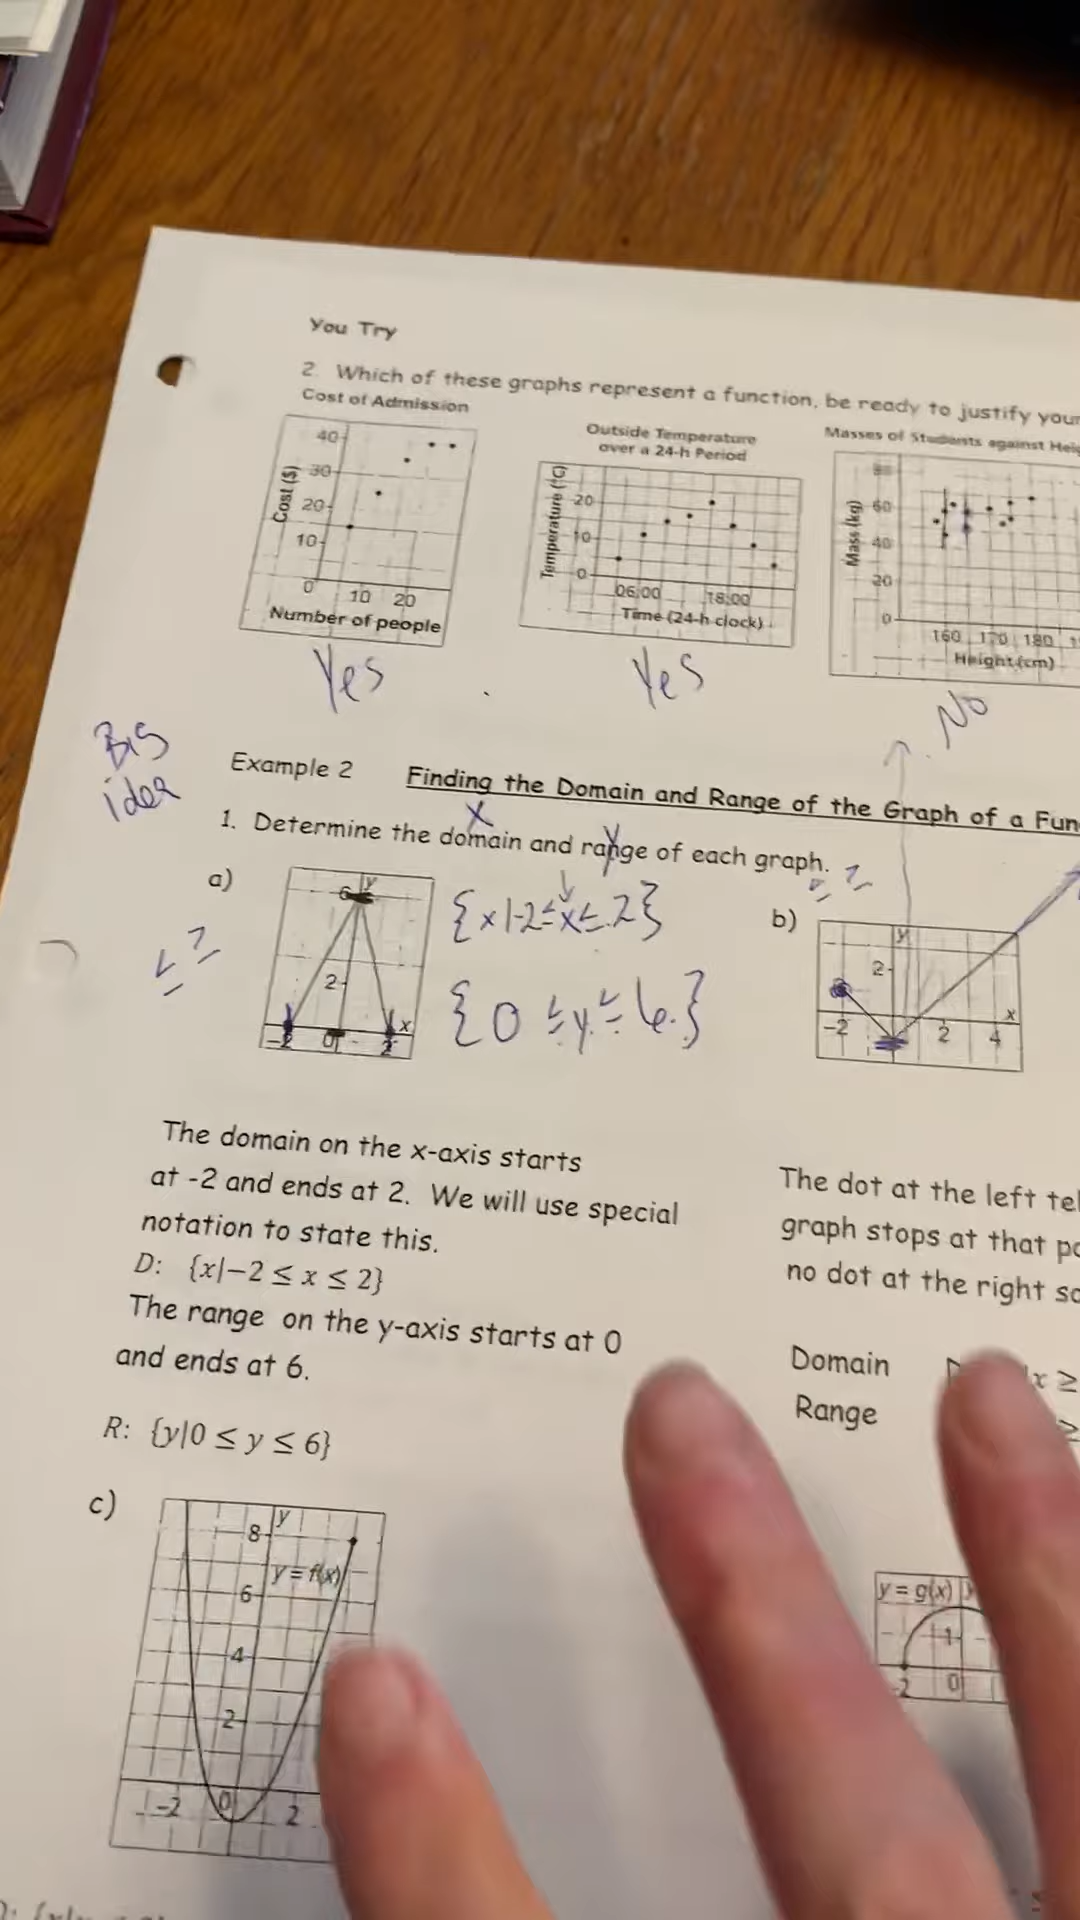 You Try
2. Which of these graphs represent a function, be ready to justify your
Cost of Admission
40
30
20
10
0
10 20
Cost ($)
Number of people
Outside Temperature
over a 24-h Period
20
10
0
06:00 18:00
Temperature (°C)
Time (24-h clock)
Masses of Students against
60
40
20
0
160 170 180
Mass (kg)
Height (cm)
Yes
Yes
No
Big
idea
Example 2 Finding the Domain and Range of the Graph of a
x
y
1. Determine the domain and range of each graph.
a)
6 y
2
-2 0 2 x
{x|-2≤x≤2}
{0≤y≤6}
b)
y
2
x
-2 2 4
The domain on the x-axis starts
at -2 and ends at 2. We will use special
notation to state this.
D: {x|−2 ≤ x ≤ 2}
The range on the y-axis starts at 0
and ends at 6.
R: {y|0 ≤ y ≤ 6}
The dot at the left
graph stops at that
no dot at the right
Domain x ≥
Range ≥
c)
y
8
y = f(x)
6
4
2
-2 0 2
y = g(x) y
1
-2 0